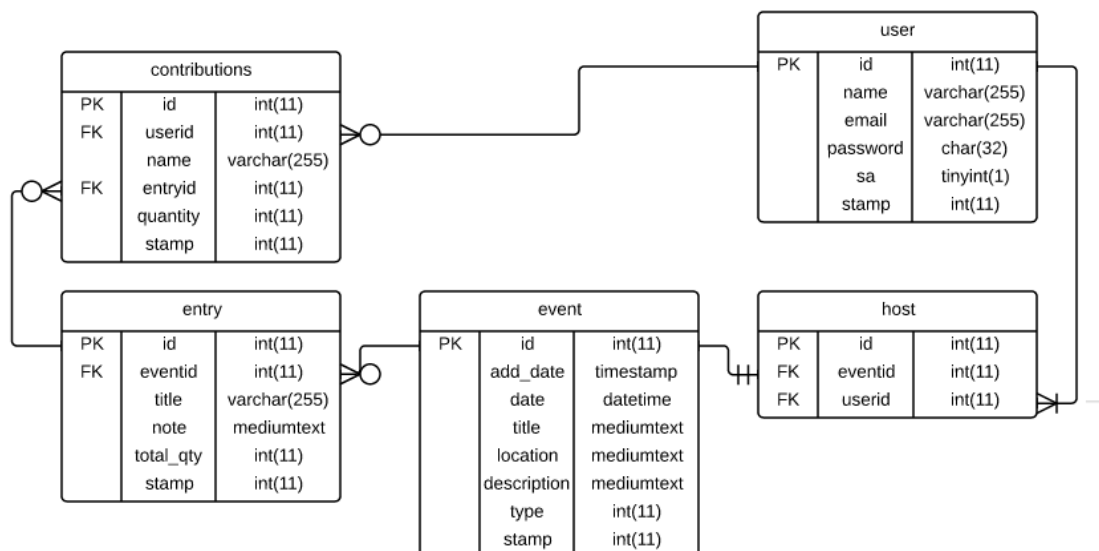 contributions
PK id int(11)
FK userid int(11)
name varchar(255)
FK entryid int(11)
quantity int(11)
stamp int(11)
user
PK id int(11)
name varchar(255)
email varchar(255)
password char(32)
sa tinyint(1)
stamp int(11)
entry
PK id int(11)
FK eventid int(11)
title varchar(255)
note mediumtext
total_qty int(11)
stamp int(11)
event
PK id int(11)
add_date timestamp
date datetime
title mediumtext
location mediumtext
description mediumtext
type int(11)
stamp int(11)
host
PK id int(11)
FK eventid int(11)
FK userid int(11)